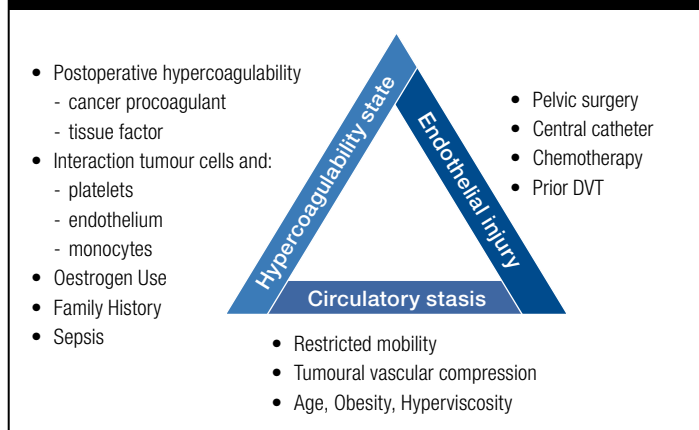 • Postoperative hypercoagulability
- cancer procoagulant
- tissue factor
• Interaction tumour cells and:
- platelets
- endothelium
- monocytes
• Oestrogen Use
• Family History
• Sepsis
Hypercoagulability state
Endothelial injury
Circulatory stasis
• Pelvic surgery
• Central catheter
• Chemotherapy
• Prior DVT
• Restricted mobility
• Tumoural vascular compression
• Age, Obesity, Hyperviscosity